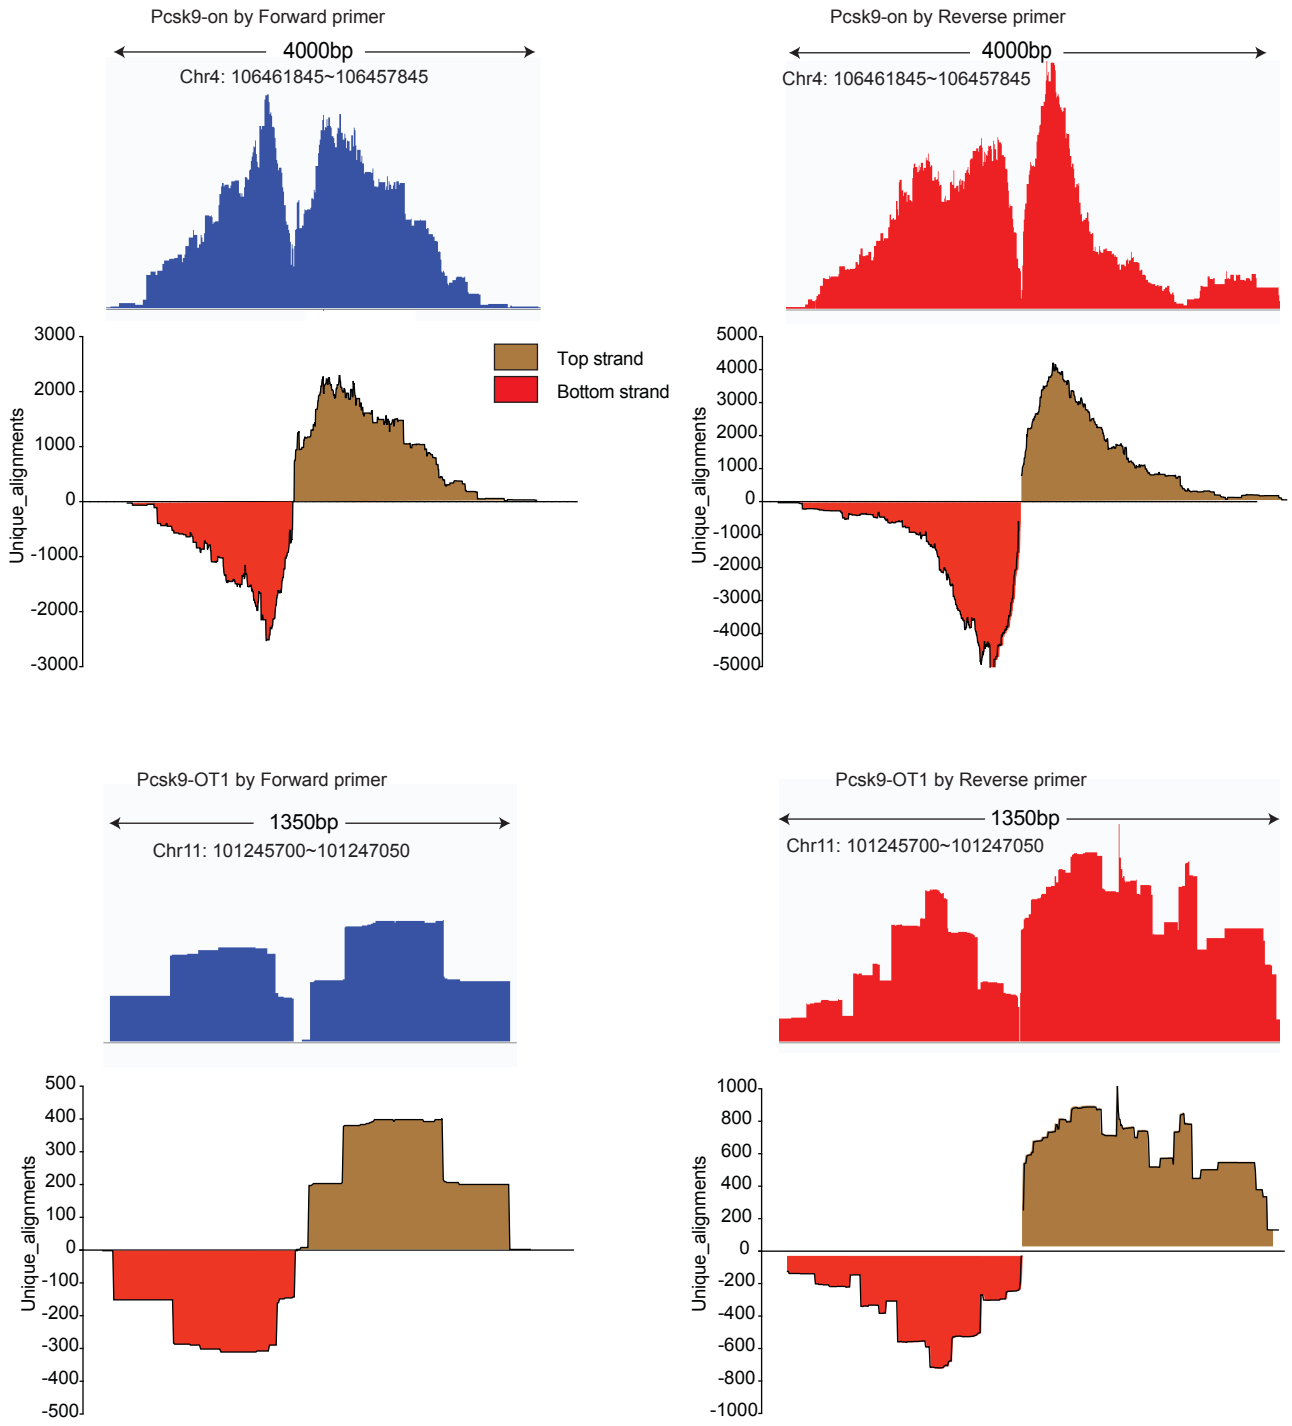 Pcsk9-on by Forward primer
4000bp
Chr4: 106461845~106457845
3000
2000
1000
0
-1000
-2000
-3000
Unique_alignments
Top strand
Bottom strand
Pcsk9-on by Reverse primer
4000bp
Chr4: 106461845~106457845
5000
4000
3000
2000
1000
0
-1000
-2000
-3000
-4000
-5000
Unique_alignments
Pcsk9-OT1 by Forward primer
1350bp
Chr11: 101245700~101247050
500
400
300
200
100
0
-100
-200
-300
-400
-500
Unique_alignments
Pcsk9-OT1 by Reverse primer
1350bp
Chr11: 101245700~101247050
1000
800
600
400
200
0
-200
-400
-600
-800
-1000
Unique_alignments